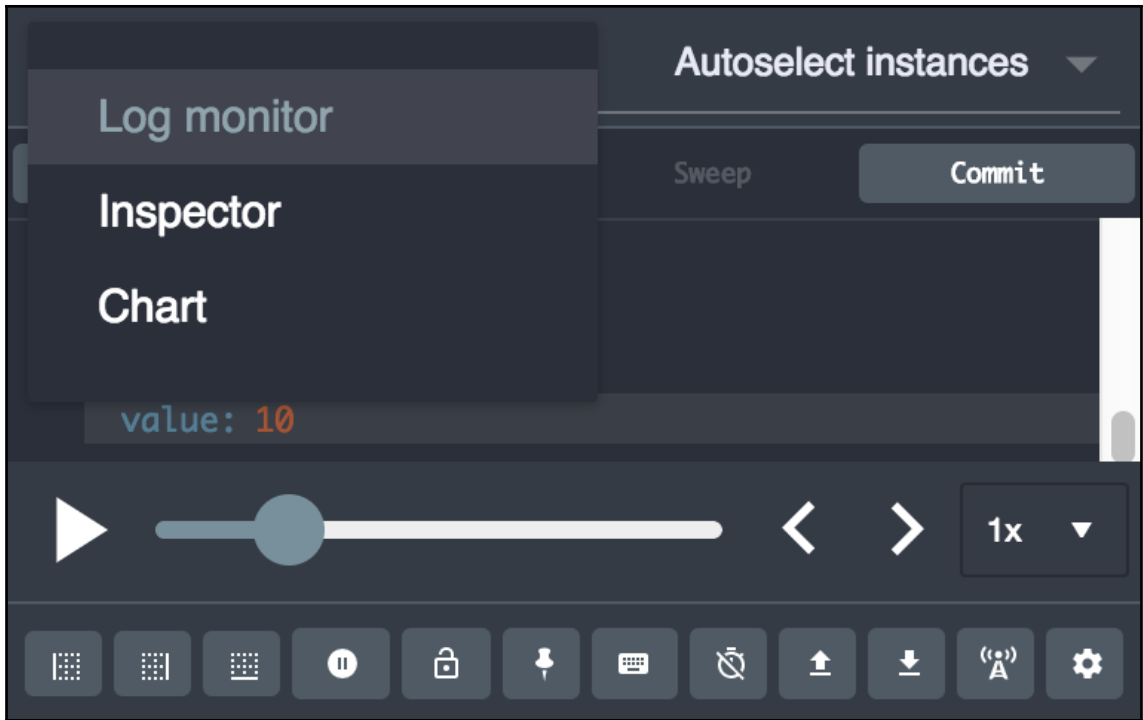 Autoselect instances
Log monitor
Sweep
Commit
Inspector
Chart
value: 10
1x